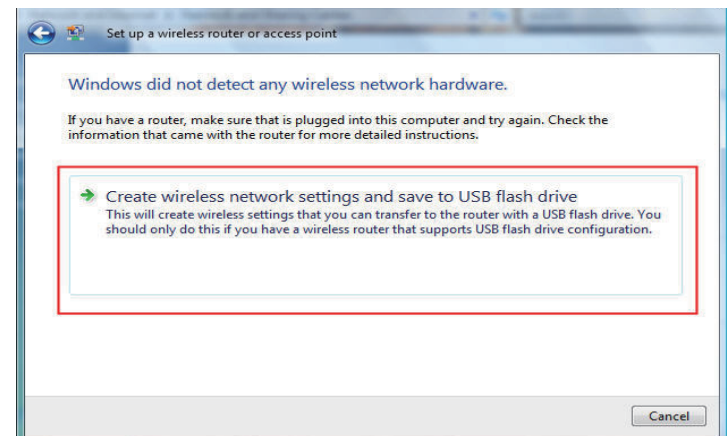 Set up a wireless router or access point
Windows did not detect any wireless network hardware.
If you have a router, make sure that is plugged into this computer and try again. Check the
information that came with the router for more detailed instructions.
Create wireless network settings and save to USB flash drive
This will create wireless settings that you can transfer to the router with a USB flash drive. You
should only do this if you have a wireless router that supports USB flash drive configuration.
Cancel